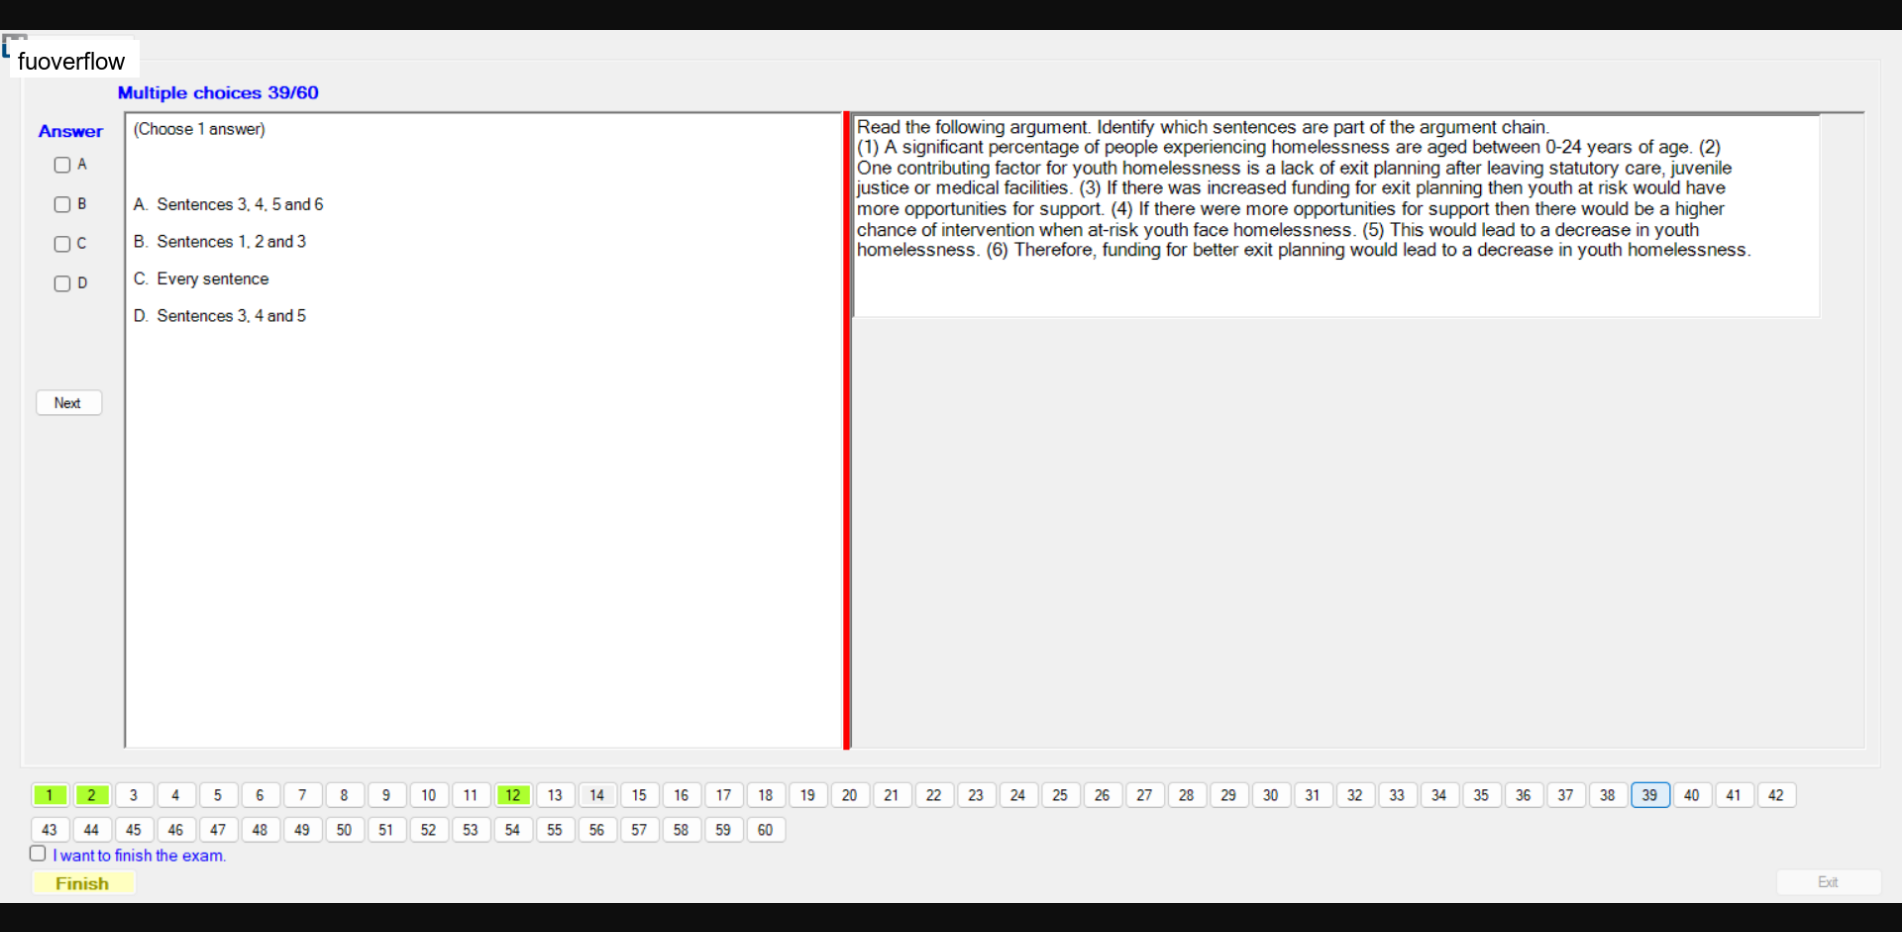 fuoverflow
Multiple choices 39/60
Answer
A
B
C
D
Next
(Choose 1 answer)
A. Sentences 3, 4, 5 and 6
B. Sentences 1, 2 and 3
C. Every sentence
D. Sentences 3, 4 and 5
Read the following argument. Identify which sentences are part of the argument chain.
(1) A significant percentage of people experiencing homelessness are aged between 0-24 years of age. (2)
One contributing factor for youth homelessness is a lack of exit planning after leaving statutory care, juvenile
justice or medical facilities. (3) If there was increased funding for exit planning then youth at risk would have
more opportunities for support. (4) If there were more opportunities for support then there would be a higher
chance of intervention when at-risk youth face homelessness. (5) This would lead to a decrease in youth
homelessness. (6) Therefore, funding for better exit planning would lead to a decrease in youth homelessness.
1 2 3 4 5 6 7 8 9 10 11 12 13 14 15 16 17 18 19 20 21 22 23 24 25 26 27 28 29 30 31 32 33 34 35 36 37 38 39 40 41 42
43 44 45 46 47 48 49 50 51 52 53 54 55 56 57 58 59 60
I want to finish the exam.
Finish
Exit